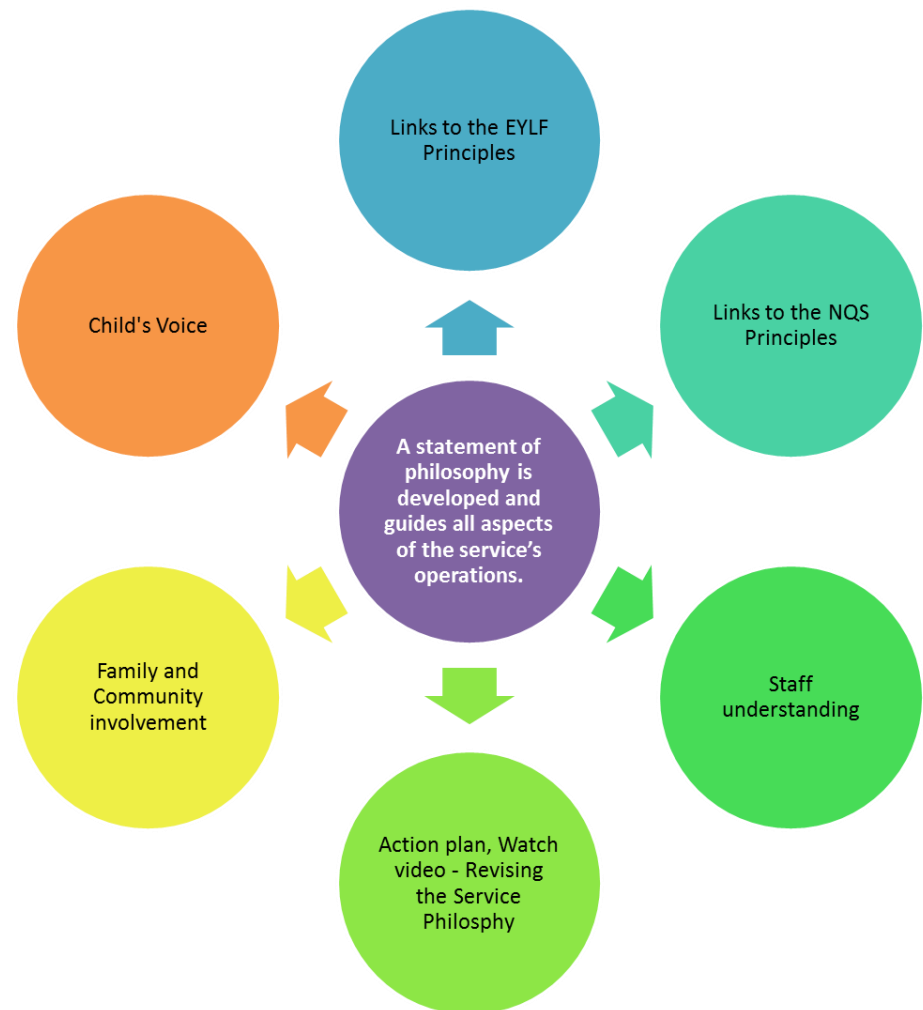 Links to the EYLF
Principles
Child's Voice
Links to the NQS
Principles
A statement of
philosophy is
developed and
guides all aspects
of the service’s
operations.
Family and
Community
involvement
Staff
understanding
Action plan, Watch
video - Revising
the Service
Philosphy